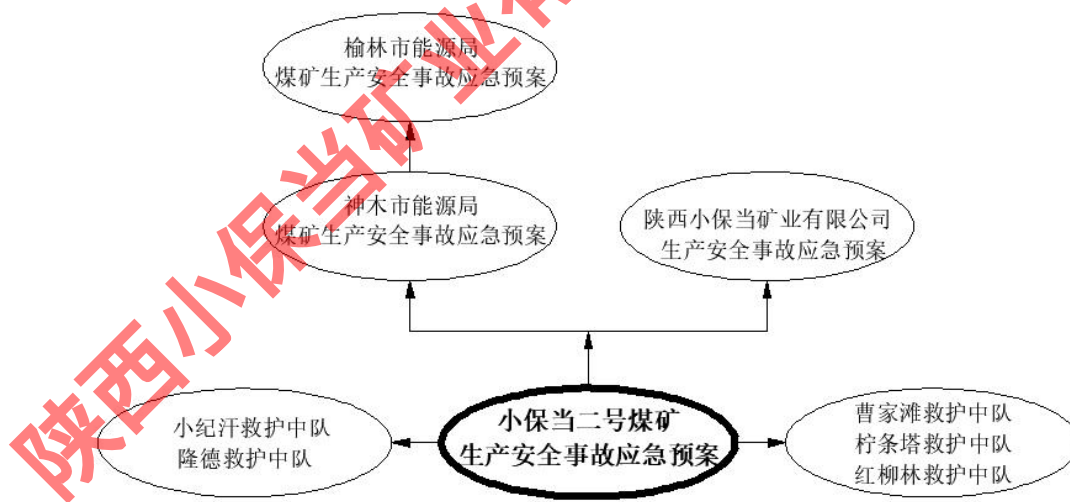 榆林市能源局
煤矿生产安全事故应急预案
神木市能源局
煤矿生产安全事故应急预案
陕西小保当矿业有限公司
生产安全事故应急预案
小纪汗救护中队
隆德救护中队
小保当二号煤矿
生产安全事故应急预案
曹家滩救护中队
柠条塔救护中队
红柳林救护中队
陕西小保当矿业有